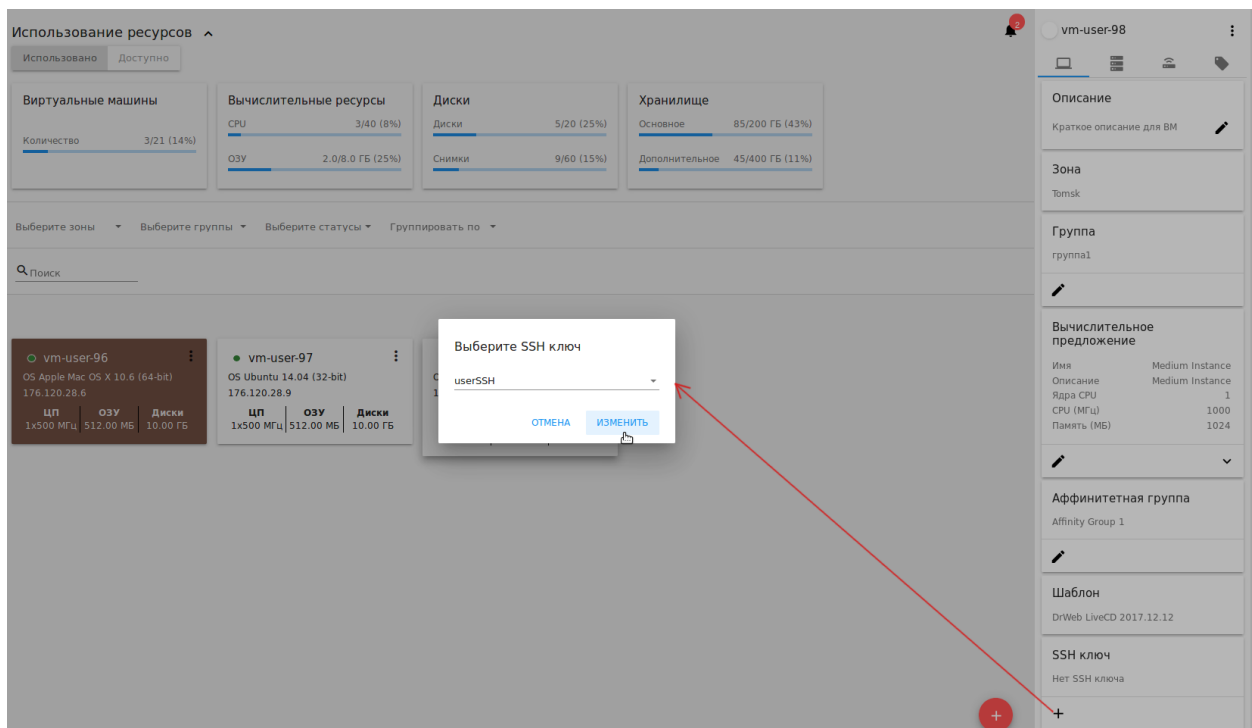 Использование ресурсов
2
Использовано Доступно
Виртуальные машины
Количество 3/21 (14%)
Вычислительные ресурсы
CPU 3/40 (8%)
ОЗУ 2.0/8.0 ГБ (25%)
Диски
Диски 5/20 (25%)
Снимки 9/60 (15%)
Хранилище
Основное 85/200 ГБ (43%)
Дополнительное 45/400 ГБ (11%)
Выберите зоны Выберите группы Выберите статусы Группировать по
Поиск
vm-user-96
OS Apple Mac OS X 10.6 (64-bit)
176.120.28.6
ЦП ОЗУ Диски
1x500 МГц 512.00 МБ 10.00 ГБ
vm-user-97
OS Ubuntu 14.04 (32-bit)
176.120.28.9
ЦП ОЗУ Диски
1x500 МГц 512.00 МБ 10.00 ГБ
Выберите SSH ключ
userSSH
ОТМЕНА ИЗМЕНИТЬ
+
vm-user-98
Описание
Краткое описание для ВМ
Зона
Tomsk
Группа
группа1
Вычислительное
предложение
Имя Medium Instance
Описание Medium Instance
Ядра CPU 1
CPU (МГц) 1000
Память (МБ) 1024
Аффинитетная группа
Affinity Group 1
Шаблон
DrWeb LiveCD 2017.12.12
SSH ключ
Нет SSH ключа
+